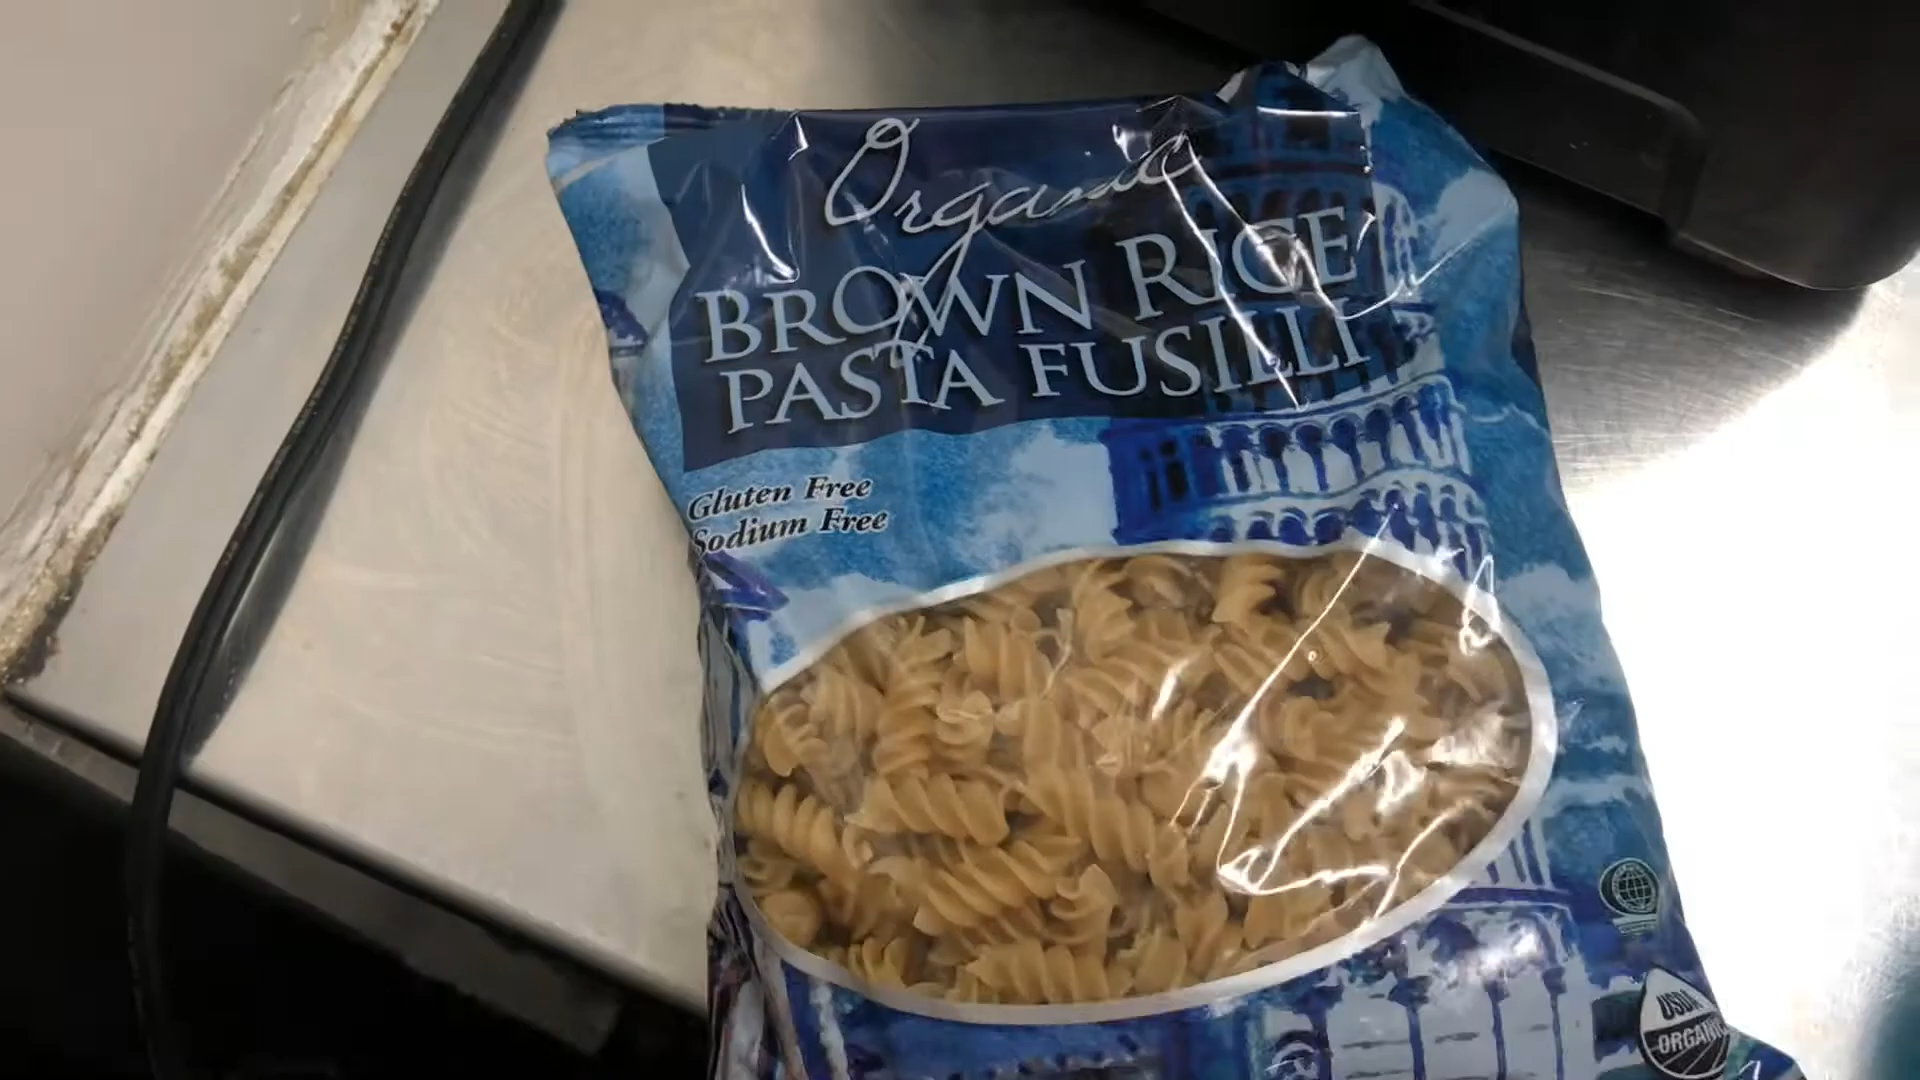 Organic
BROWN RICE
PASTA FUSILLI
Gluten Free
Sodium Free
USDA
ORGANIC